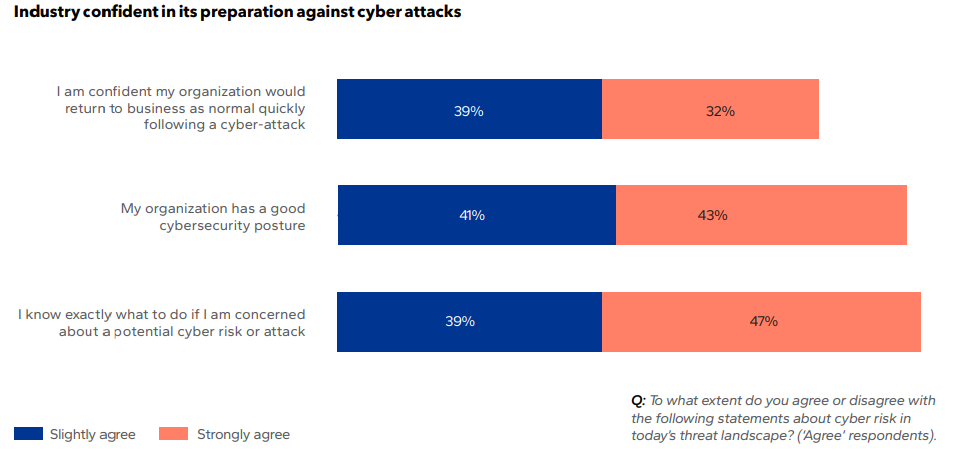 Industry confident in its preparation against cyber attacks
I am confident my organization would
return to business as normal quickly
following a cyber-attack
39%
32%
My organization has a good
cybersecurity posture
41%
43%
I know exactly what to do if I am concerned
about a potential cyber risk or attack
39%
47%
Q: To what extent do you agree or disagree with
the following statements about cyber risk in
today's threat landscape? ('Agree' respondents).
Slightly agree
Strongly agree